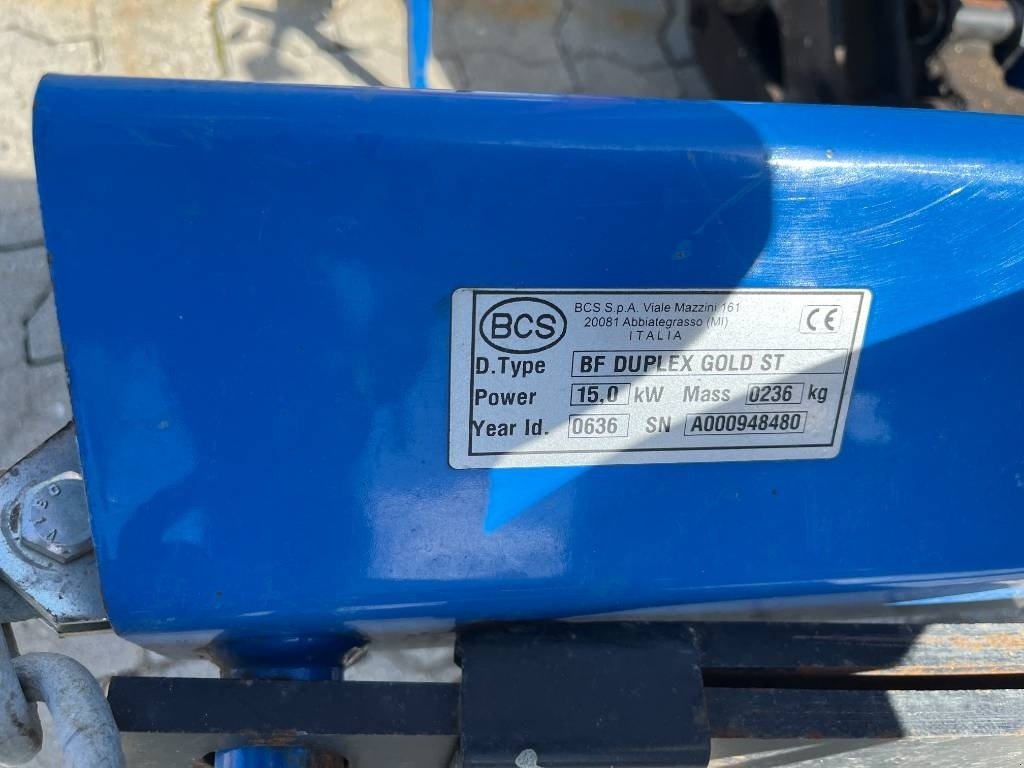 BCS
BCS S.p.A. Viale Mazzini 161
20081 Abbiategrasso (MI)
ITALIA
CE
D.Type BF DUPLEX GOLD ST
Power 15,0 kW Mass 0236 kg
Year Id. 0636 SN A000948480